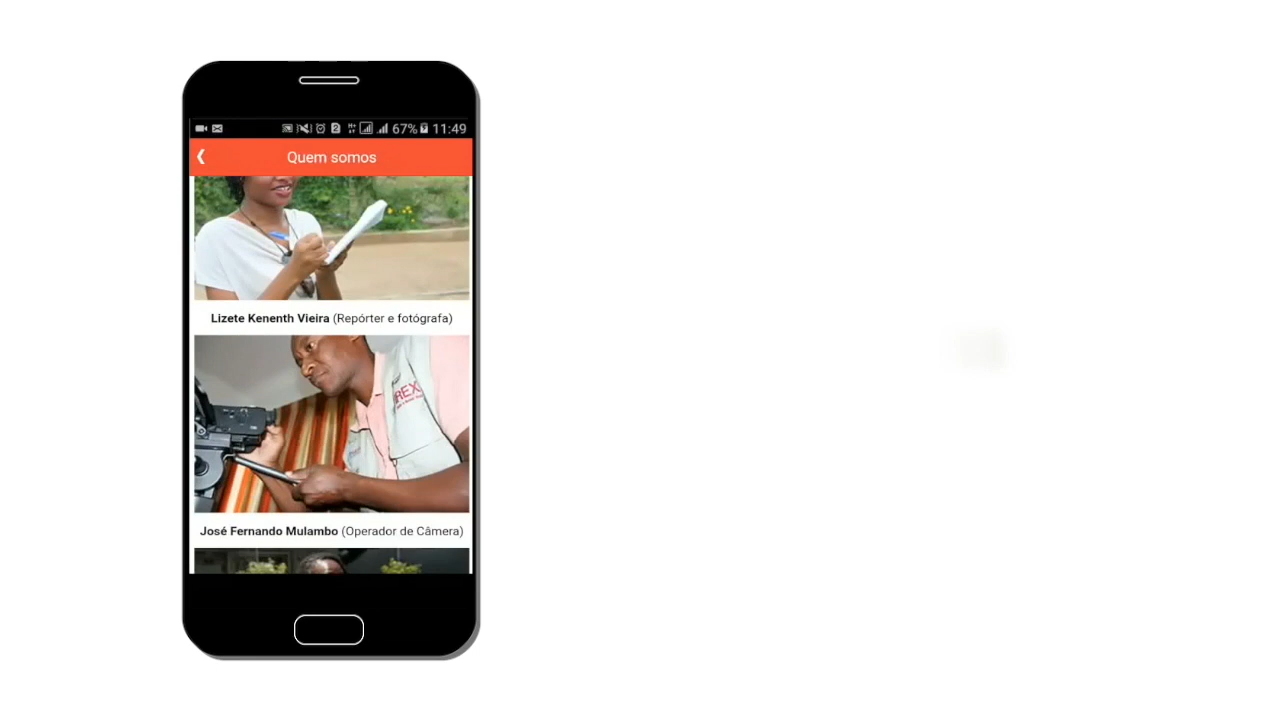 67% 11:49
Quem somos
Lizete Kenenth Vieira (Repórter e fotógrafa)
REX
José Fernando Mulambo (Operador de Câmera)